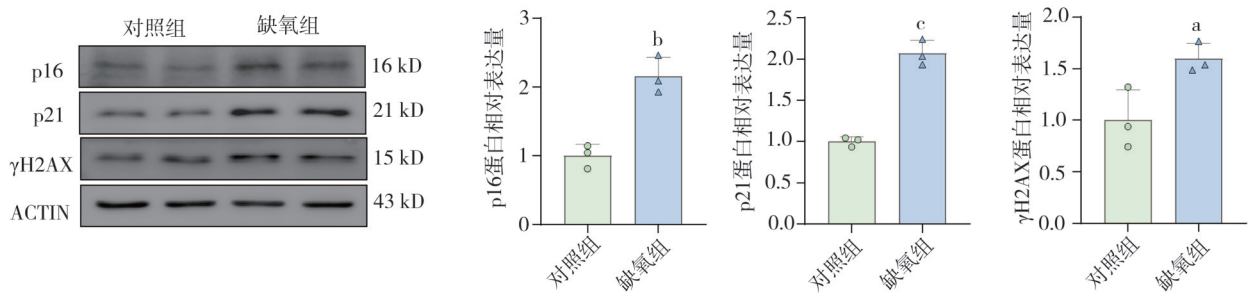 对照组 缺氧组
p16 16 kD
p21 21 kD
γH2AX 15 kD
ACTIN 43 kD
p16蛋白相对表达量
3
2
1
0
b
对照组
缺氧组
p21蛋白相对表达量
2.5
2.0
1.5
1.0
0.5
0.0
c
对照组
缺氧组
γH2AX蛋白相对表达量
2.0
1.5
1.0
0.5
0.0
a
对照组
缺氧组